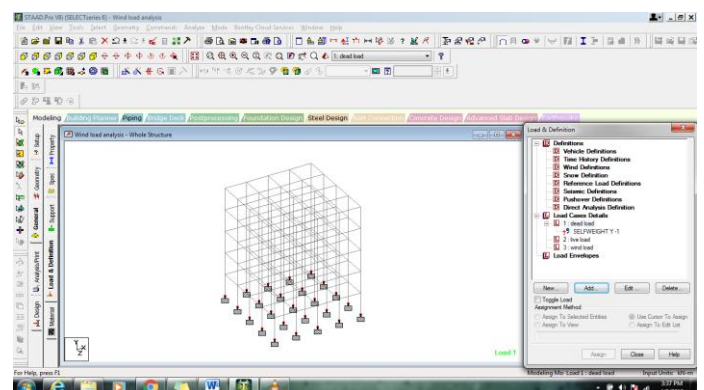 STAAD.Pro V8i (SELECTseries 6) - Wind load analysis
File Edit View Tools Select Geometry Commands Analyze Mode Bentley Cloud Services Window Help
1: dead load
Modeling Building Planner Piping Bridge Deck Postprocessing Foundation Design Steel Design Concrete Design Advanced Slab Design Earthquake
Wind load analysis - Whole Structure
Setup
Geometry
General
Analysis/Print
Design
Property
Spec
Support
Load & Definition
Material
Load 1
Load & Definition
Definitions
Vehicle Definitions
Time History Definitions
Wind Definitions
Snow Definition
Reference Load Definitions
Seismic Definitions
Pushover Definitions
Direct Analysis Definition
Load Cases Details
1 : dead load
SELFWEIGHT Y -1
2 : live load
3 : wind load
Load Envelopes
New... Add... Edit... Delete...
Toggle Load
Assignment Method
Assign To Selected Entities Use Cursor To Assign
Assign To View Assign To Edit List
Assign Close Help
For Help, press F1
Modeling Mo Load 1 : dead load Input Units: kN-m
3:37 PM